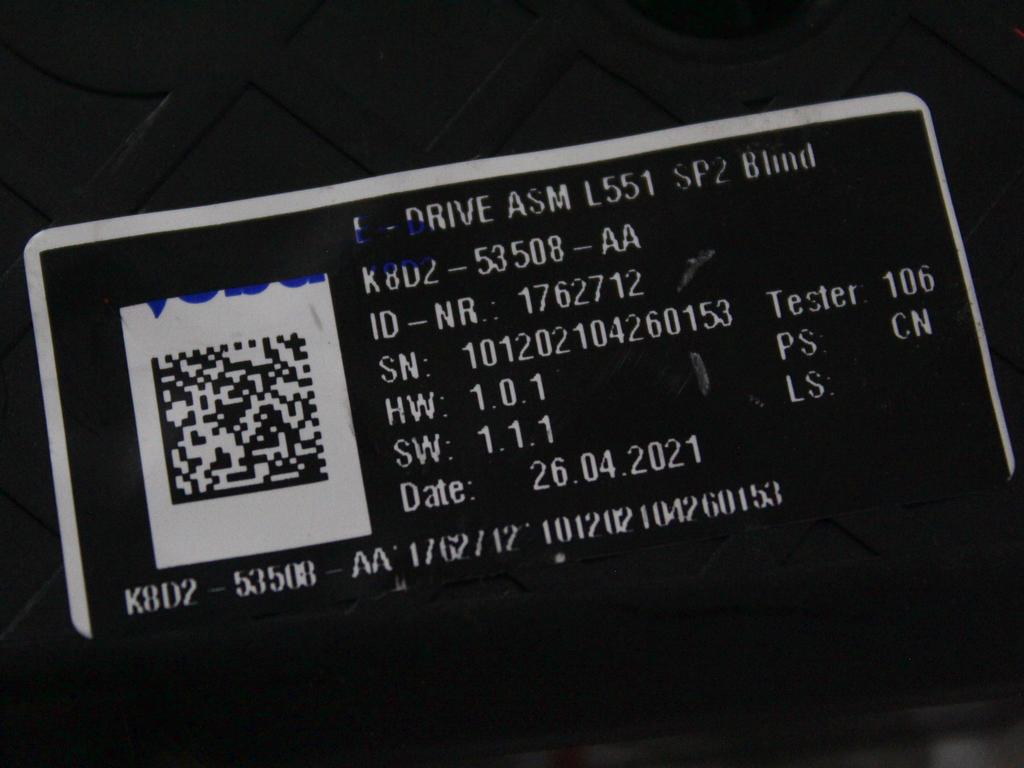 E-DRIVE ASM L551 SP2 Blind
K8D2-53508-AA
ID-NR.: 1762712
SN: 101202104260153 Tester: 106
HW: 1.0.1 PS: CN
SW: 1.1.1 LS:
Date: 26.04.2021
K8D2-53508-AA*1762712*101202104260153